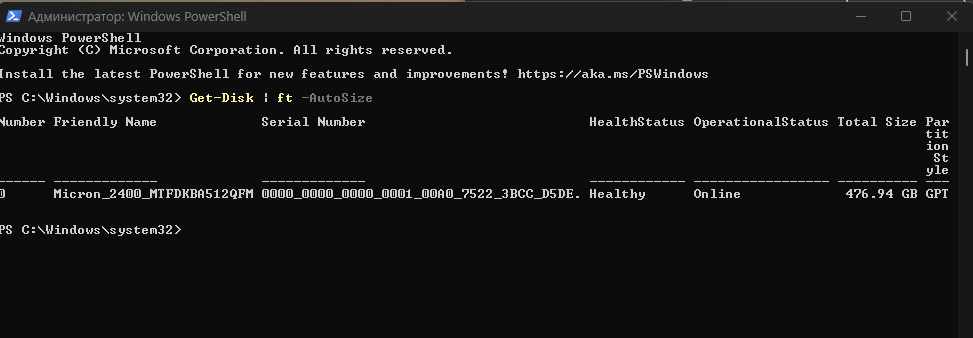 Администратор: Windows PowerShell
Windows PowerShell
Copyright (C) Microsoft Corporation. All rights reserved.
Install the latest PowerShell for new features and improvements! https://aka.ms/PSWindows
PS C:\Windows\system32> Get-Disk | ft -AutoSize
Number Friendly Name Serial Number HealthStatus OperationalStatus Total Size Par
tit
ion
St
yle
------ ------------- ------------- ------------ ----------------- ---------- ---
0 Micron_2400_MTFDKBA512QFM 0000_0000_0000_0001_00A0_7522_3BCC_D5DE. Healthy Online 476.94 GB GPT
PS C:\Windows\system32>